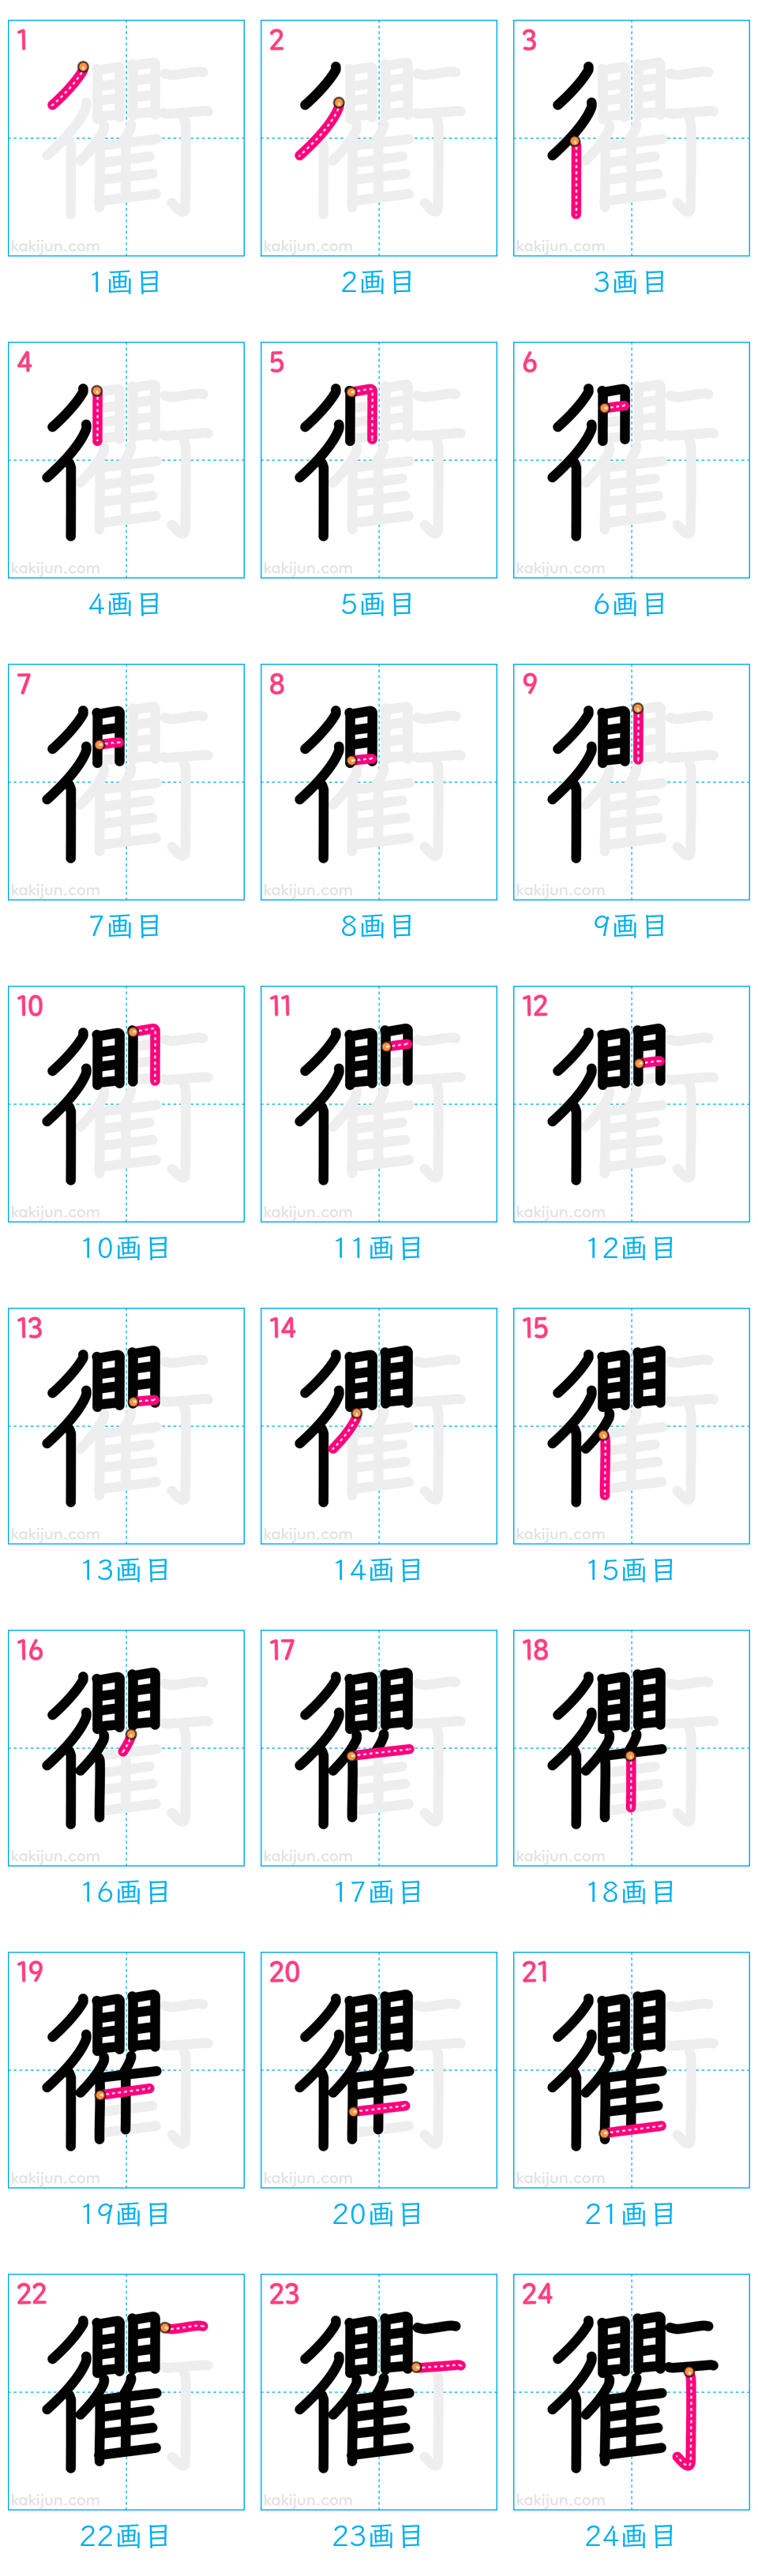 1 2 3
kakijun.com kakijun.com kakijun.com
1画目 2画目 3画目
4 5 6
kakijun.com kakijun.com kakijun.com
4画目 5画目 6画目
7 8 9
kakijun.com kakijun.com kakijun.com
7画目 8画目 9画目
10 11 12
kakijun.com kakijun.com kakijun.com
10画目 11画目 12画目
13 14 15
kakijun.com kakijun.com kakijun.com
13画目 14画目 15画目
16 17 18
kakijun.com kakijun.com kakijun.com
16画目 17画目 18画目
19 20 21
kakijun.com kakijun.com kakijun.com
19画目 20画目 21画目
22 23 24
衢
kakijun.com kakijun.com kakijun.com
22画目 23画目 24画目